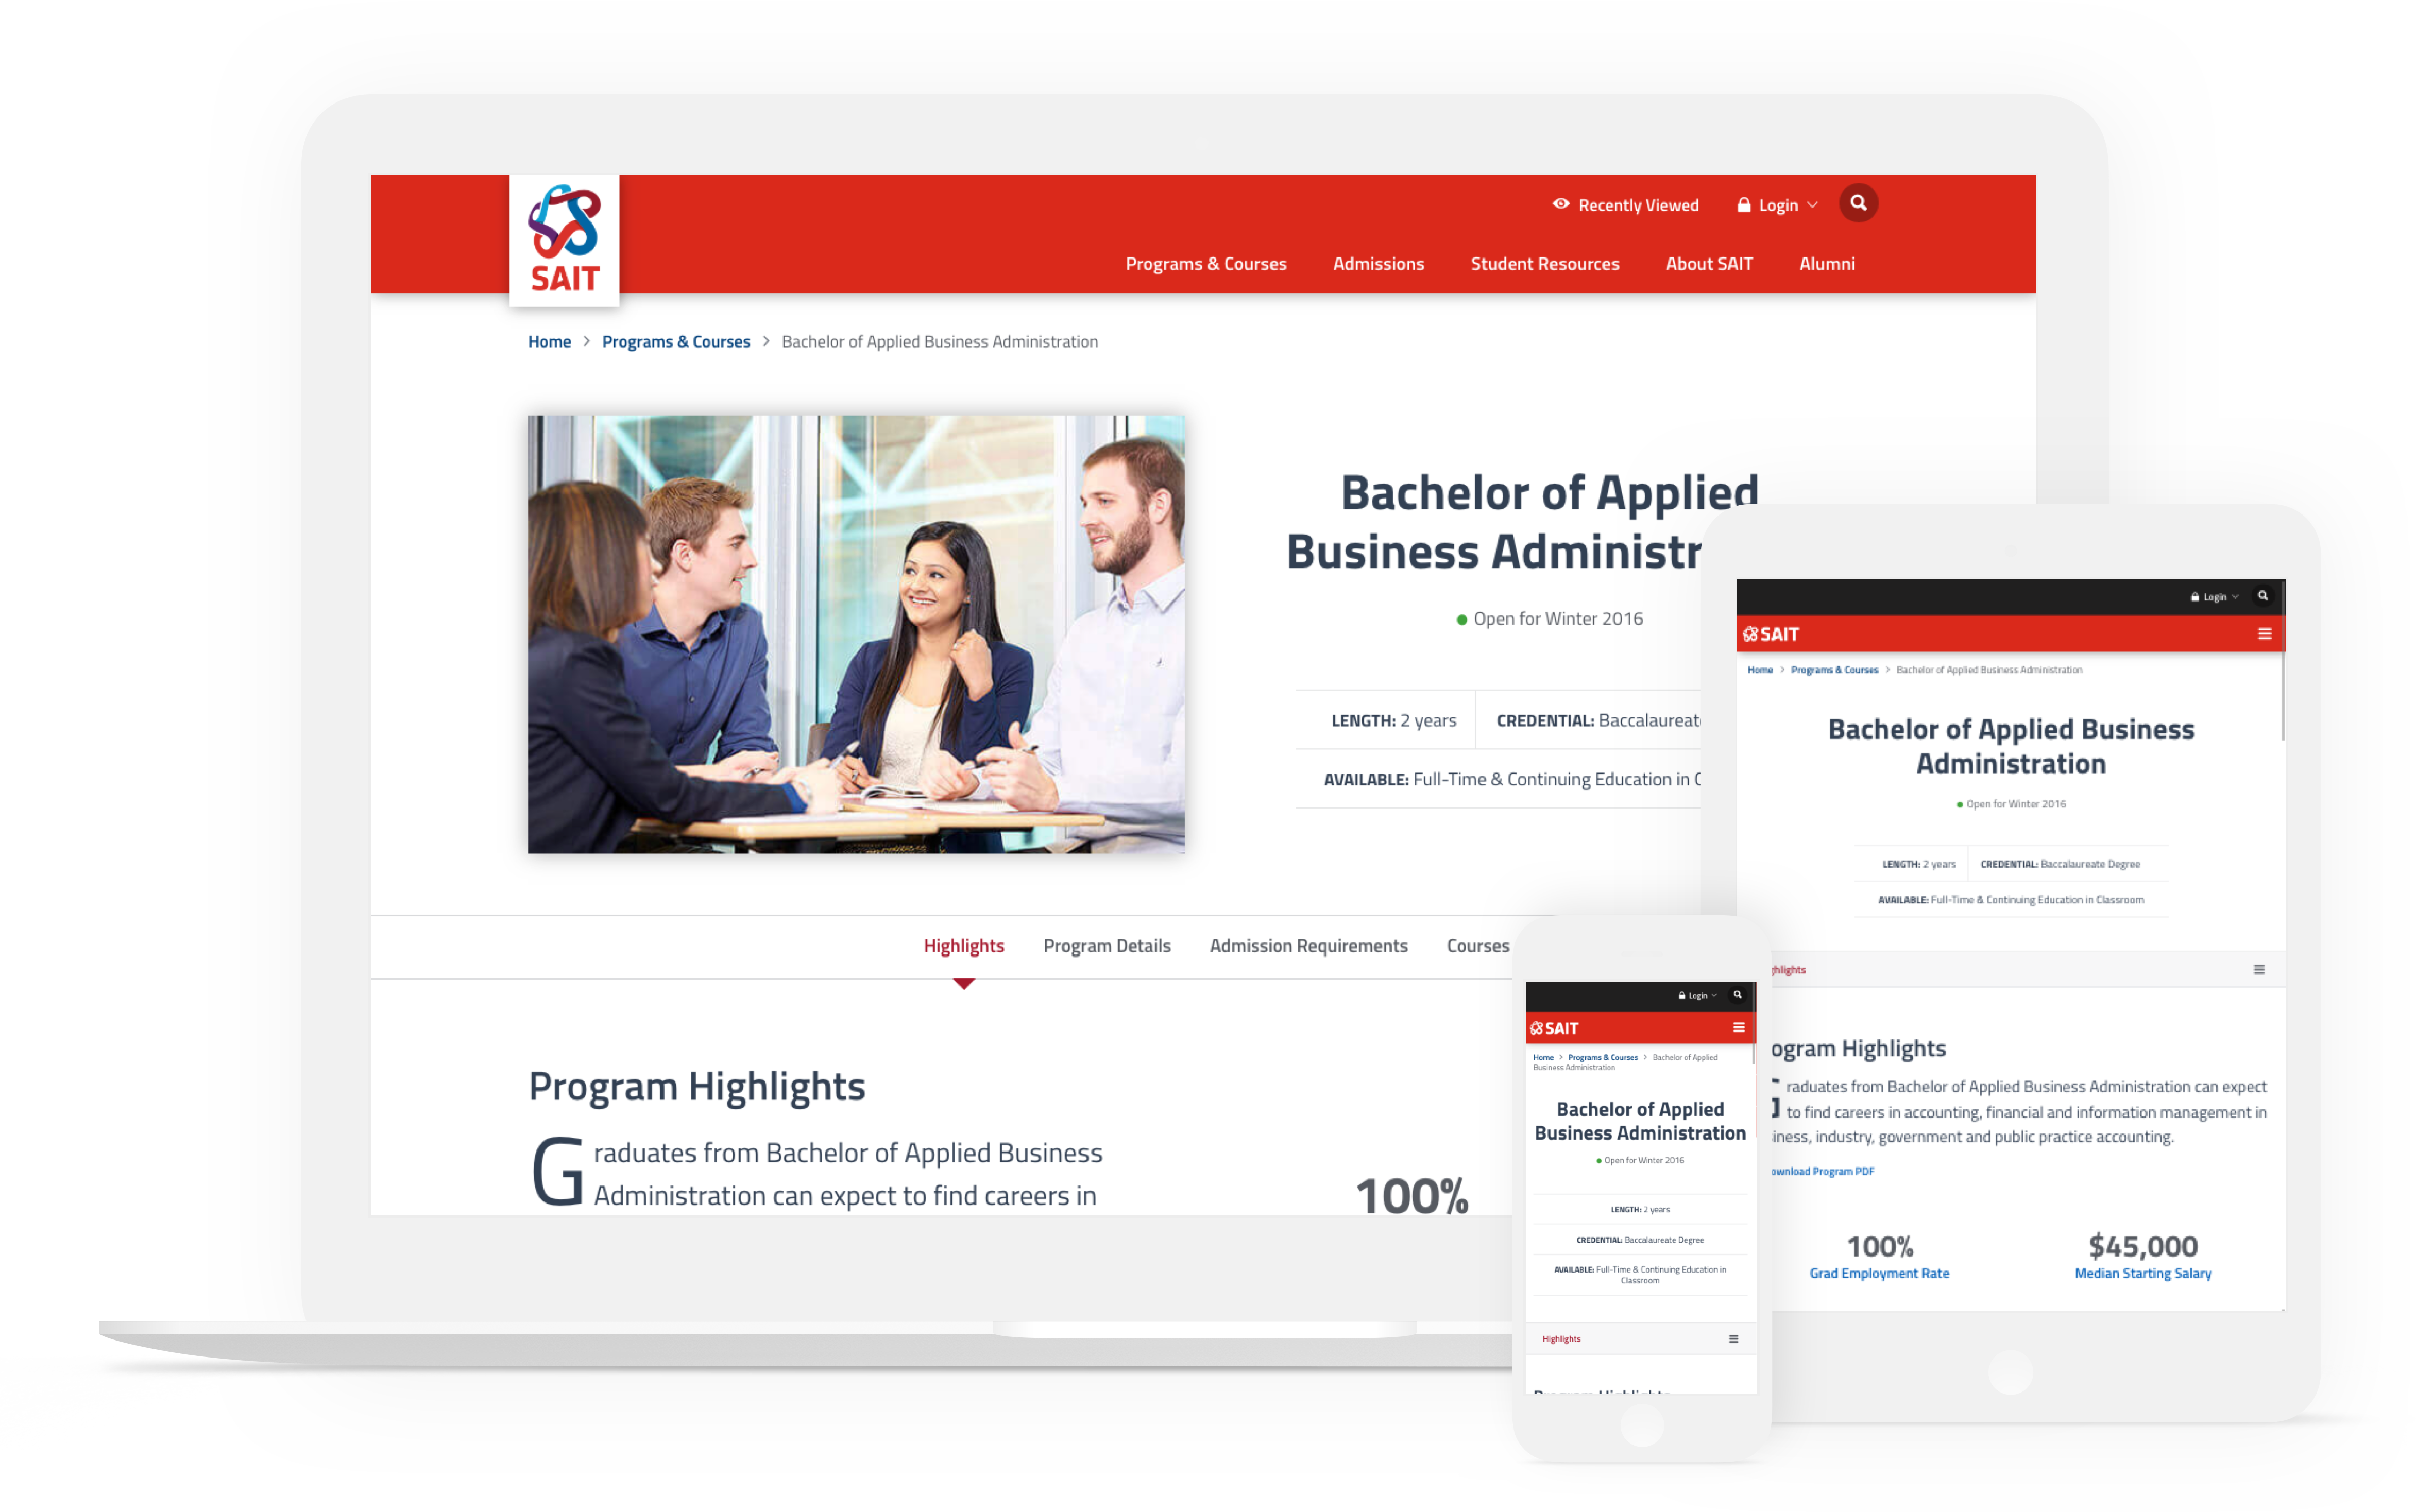 SAIT
Recently Viewed
Login
Programs & Courses
Admissions
Student Resources
About SAIT
Alumni
Home > Programs & Courses > Bachelor of Applied Business Administration
Bachelor of Applied
Business Administr
Open for Winter 2016
LENGTH: 2 years
CREDENTIAL: Baccalaureat
AVAILABLE: Full-Time & Continuing Education in C
Highlights
Program Details
Admission Requirements
Courses
Program Highlights
Graduates from Bachelor of Applied Business
Administration can expect to find careers in
100%
Login
SAIT
Home > Programs & Courses > Bachelor of Applied Business Administration
Bachelor of Applied Business
Administration
Open for Winter 2016
LENGTH: 2 years
CREDENTIAL: Baccalaureate Degree
AVAILABLE: Full-Time & Continuing Education in Classroom
ghlights
ogram Highlights
Graduates from Bachelor of Applied Business Administration can expect
to find careers in accounting, financial and information management in
iness, industry, government and public practice accounting.
ownload Program PDF
100%
Grad Employment Rate
$45,000
Median Starting Salary
Login
SAIT
Home > Programs & Courses > Bachelor of Applied
Business Administration
Bachelor of Applied
Business Administration
Open for Winter 2016
LENGTH: 2 years
CREDENTIAL: Baccalaureate Degree
AVAILABLE: Full-Time & Continuing Education in
Classroom
Highlights